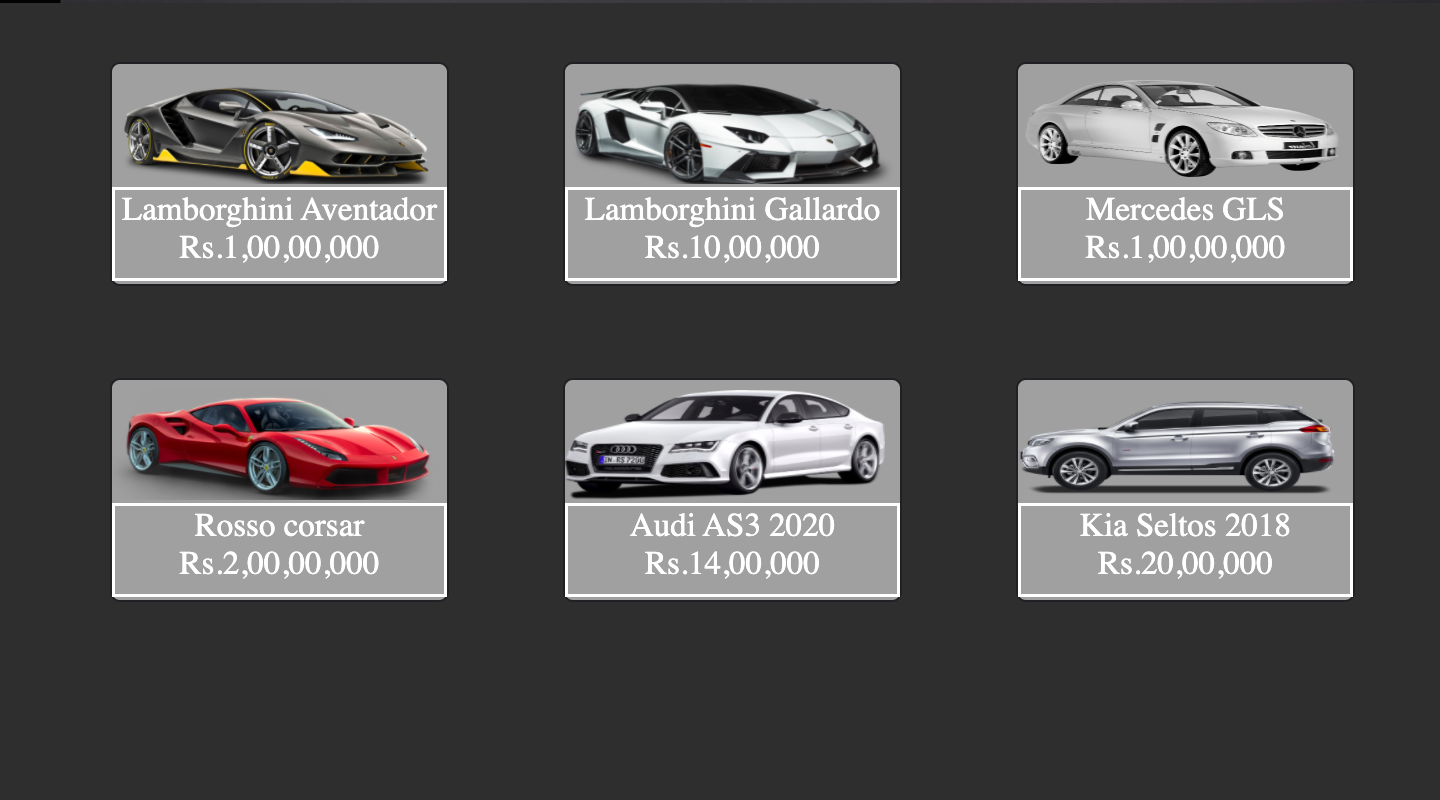 Lamborghini Aventador
Rs.1,00,00,000
Lamborghini Gallardo
Rs.10,00,000
Mercedes GLS
Rs.1,00,00,000
Rosso corsar
Rs.2,00,00,000
Audi AS3 2020
Rs.14,00,000
Kia Seltos 2018
Rs.20,00,000